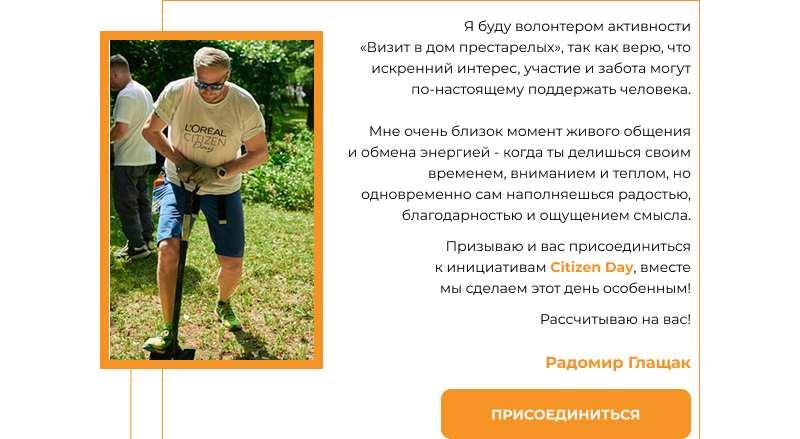 Я буду волонтером активности
«Визит в дом престарелых», так как верю, что
искренний интерес, участие и забота могут
по-настоящему поддержать человека.
Мне очень близок момент живого общения
и обмена энергией - когда ты делишься своим
временем, вниманием и теплом, но
одновременно сам наполняешься радостью,
благодарностью и ощущением смысла.
Призываю и вас присоединиться
к инициативам Citizen Day, вместе
мы сделаем этот день особенным!
Рассчитываю на вас!
Радомир Глащак
ПРИСОЕДИНИТЬСЯ
L'ORÉAL
CITIZEN
Day